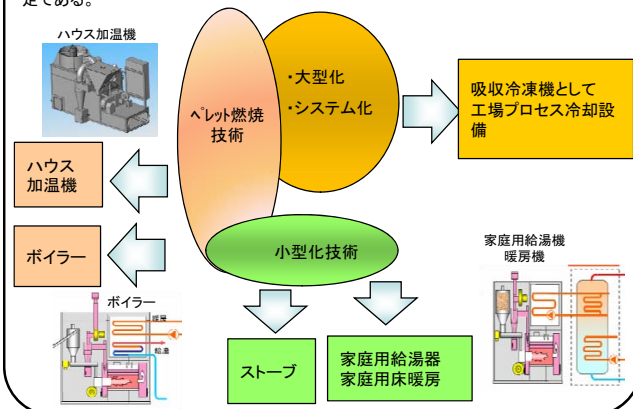 定である。
ハウス加温機
・大型化
・システム化
ペレット燃焼
技術
吸収冷凍機として
工場プロセス冷却設
備
ハウス
加温機
ボイラー
小型化技術
家庭用給湯機
暖房機
ボイラー
暖房
給湯
ストーブ
家庭用給湯器
家庭用床暖房